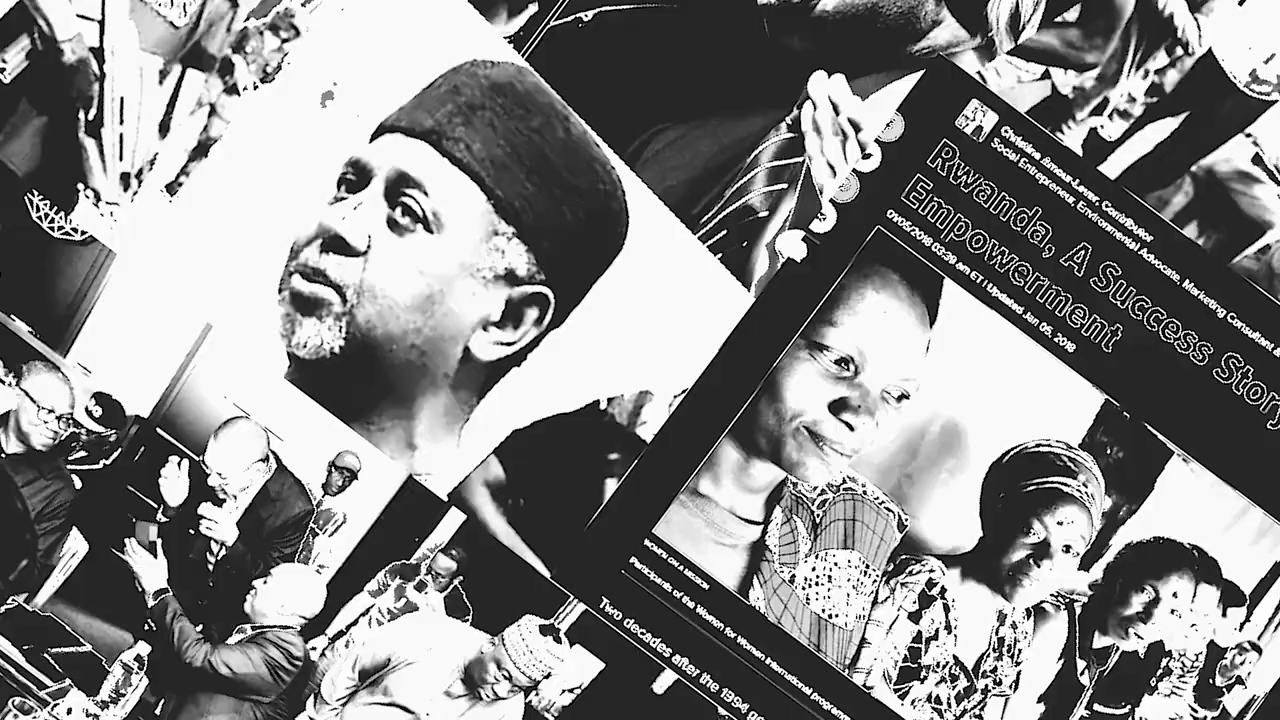 Christine Amour-Levar, Contributor
Social Entrepreneur, Environmental Advocate, Marketing Consultant &
Rwanda, A Success Story
Empowerment
01/05/2018 03:39 am ET | Updated Jan 05, 2018
WOMEN ON A MISSION
Participants of the Women for Women International programme
Two decades after the 1994